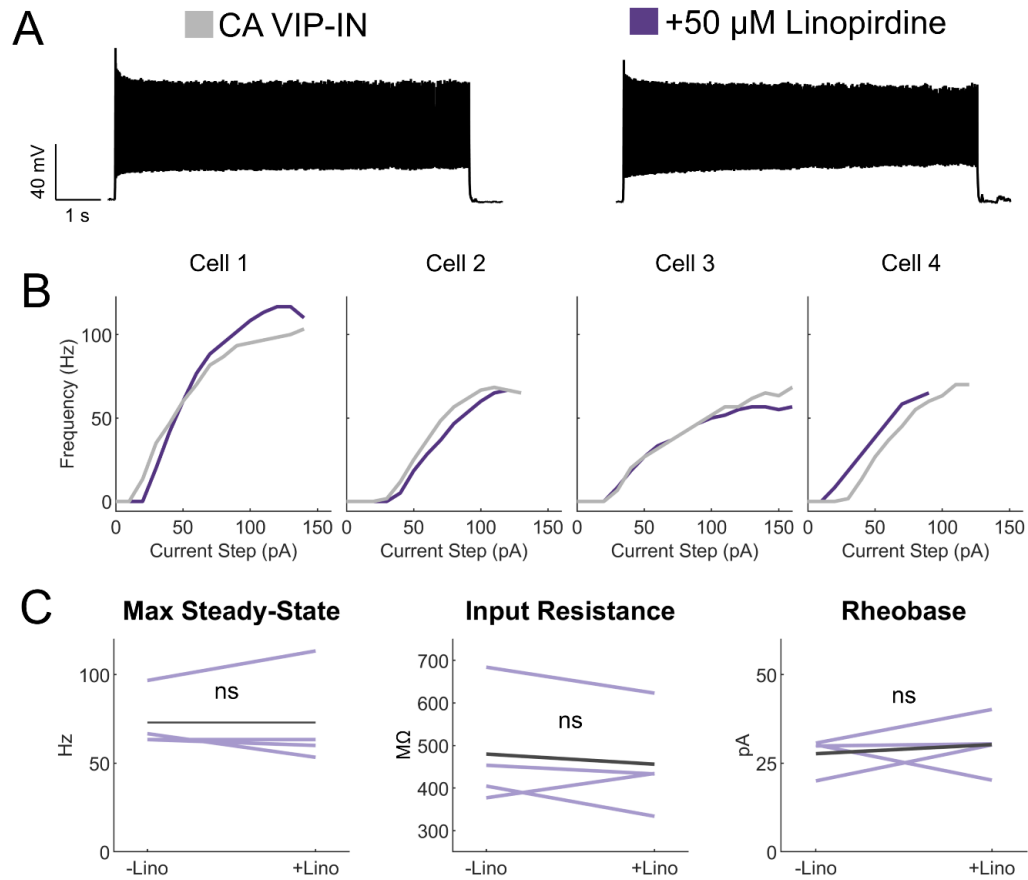 A
CA VIP-IN
+50 µM Linopirdine
40 mV
1 s
B
Cell 1
Cell 2
Cell 3
Cell 4
Frequency (Hz)
100
50
0
0 50 100 150
0 50 100 150
0 50 100 150
0 50 100 150
Current Step (pA)
Current Step (pA)
Current Step (pA)
Current Step (pA)
C
Max Steady-State
Hz
100
50
0
ns
-Lino
+Lino
Input Resistance
MΩ
700
600
500
400
300
ns
-Lino
+Lino
Rheobase
pA
50
25
0
ns
-Lino
+Lino